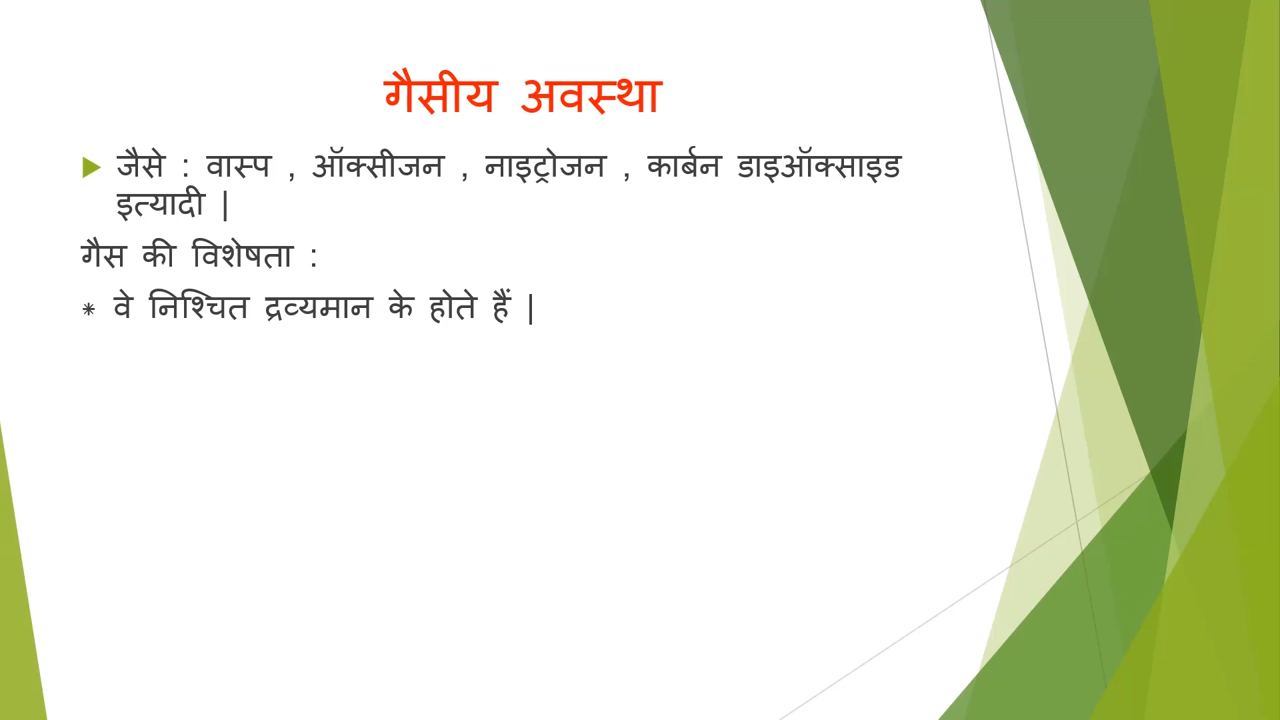 गैसीय अवस्था
जैसे : वास्प , ऑक्सीजन , नाइट्रोजन , कार्बन डाइऑक्साइड
इत्यादी |
गैस की विशेषता :
* वे निश्चित द्रव्यमान के होते हैं |